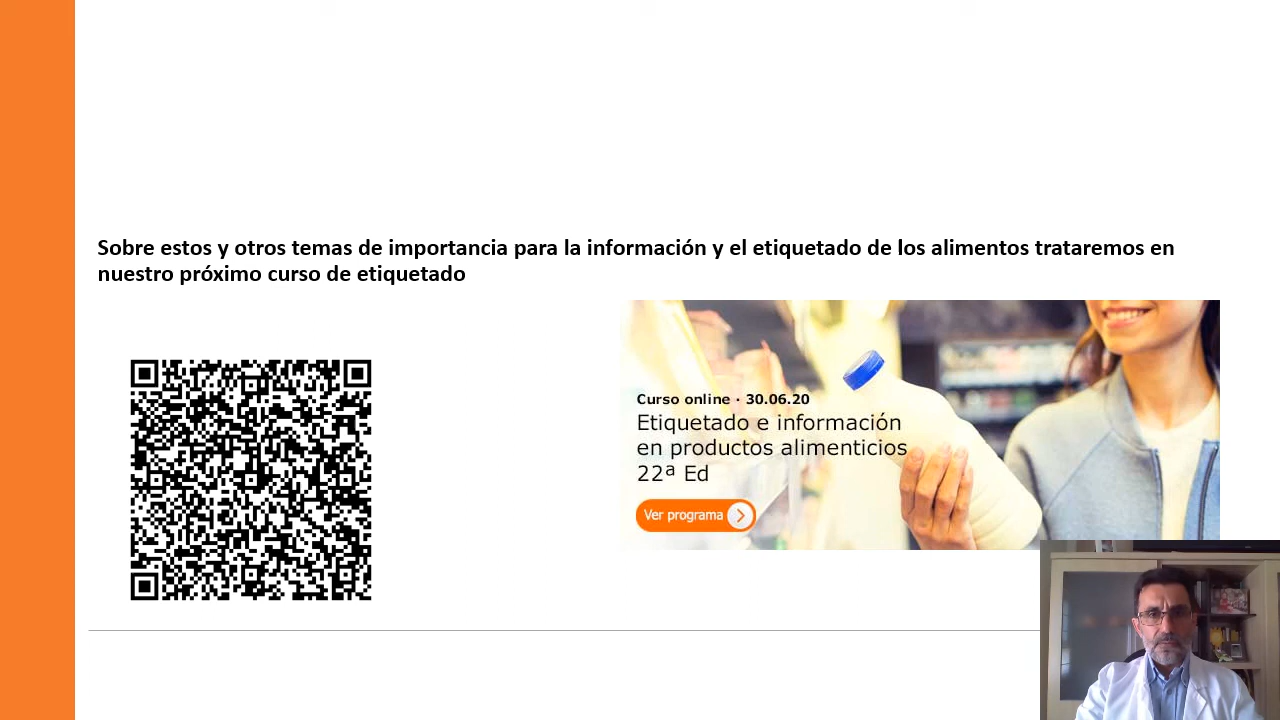 Sobre estos y otros temas de importancia para la información y el etiquetado de los alimentos trataremos en
nuestro próximo curso de etiquetado
Curso online · 30.06.20
Etiquetado e información
en productos alimenticios
22ª Ed
Ver programa